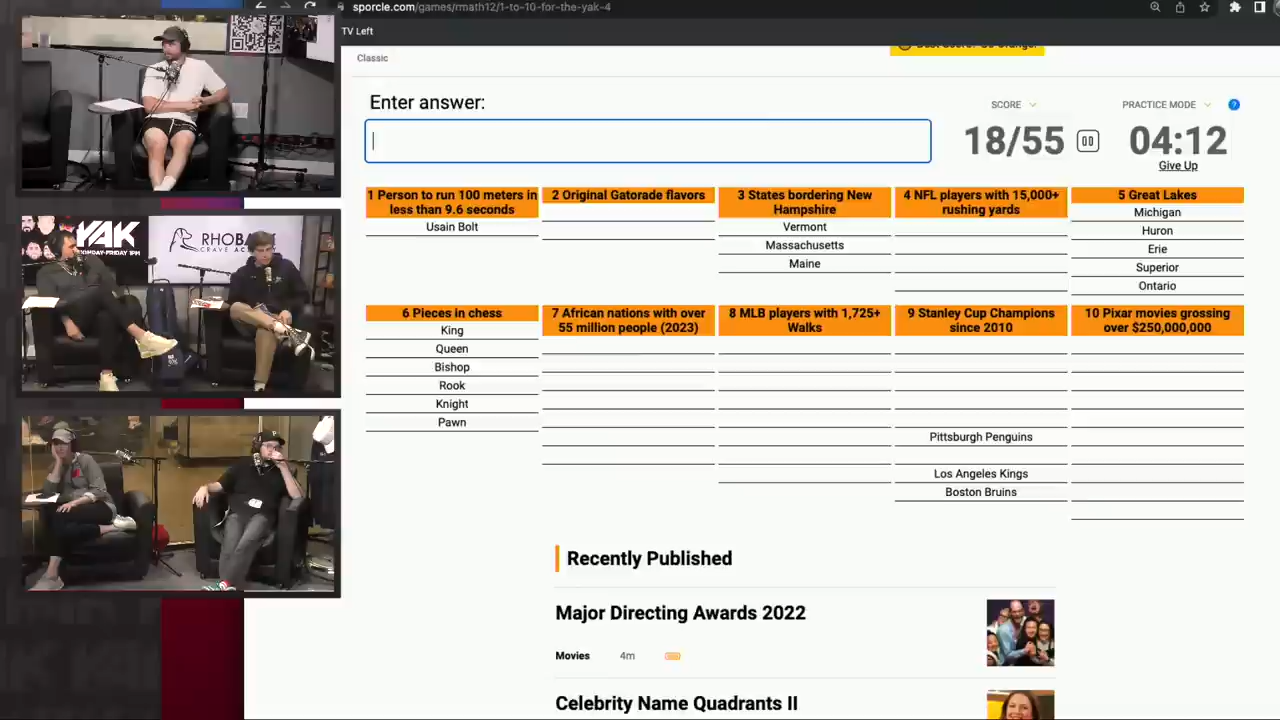 sporcle.com/games/rmath12/1-to-10-for-the-yak-4
TV Left
Classic
Enter answer:
SCORE
PRACTICE MODE
?
18/55
04:12
Give Up
1 Person to run 100 meters in
less than 9.6 seconds
Usain Bolt
2 Original Gatorade flavors
3 States bordering New
Hampshire
Vermont
Massachusetts
Maine
4 NFL players with 15,000+
rushing yards
5 Great Lakes
Michigan
Huron
Erie
Superior
Ontario
6 Pieces in chess
King
Queen
Bishop
Rook
Knight
Pawn
7 African nations with over
55 million people (2023)
8 MLB players with 1,725+
Walks
9 Stanley Cup Champions
since 2010
Pittsburgh Penguins
Los Angeles Kings
Boston Bruins
10 Pixar movies grossing
over $250,000,000
YAK
RHOBACK
Recently Published
Major Directing Awards 2022
Movies
4m
Celebrity Name Quadrants II